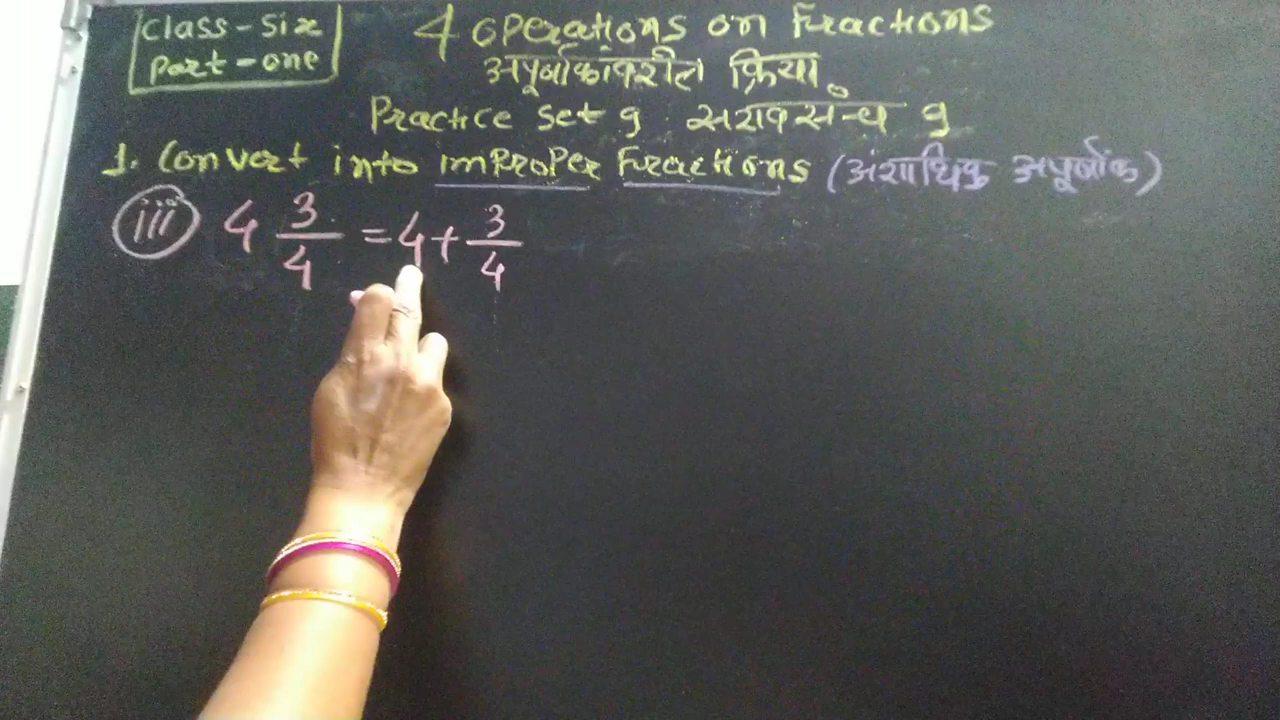 Class-Six
Part-one
4 Operations on Fractions
अपूर्णांकांवरील क्रिया
Practice Set 9 सरावसंच 9
1. Convert into improper Fractions (अंशाधिक अपूर्णांक)
iii 4 3/4 = 4 + 3/4